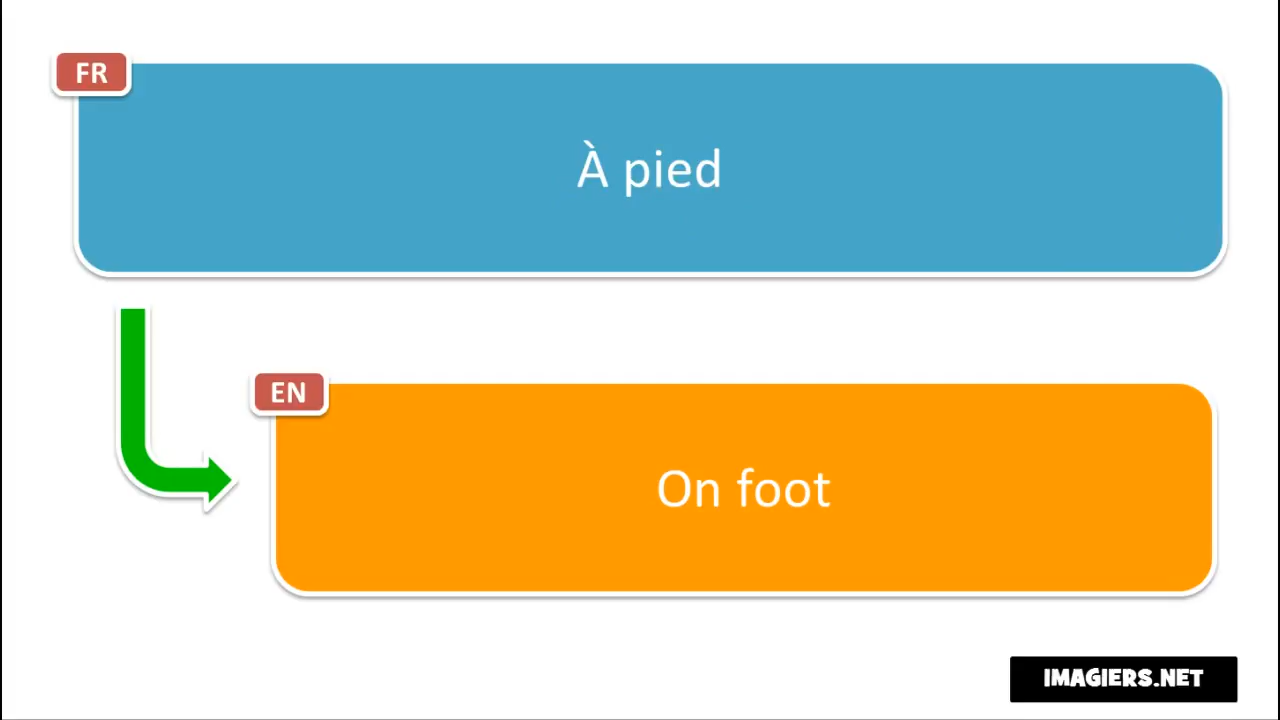 FR
À pied
EN
On foot
IMAGIERS.NET